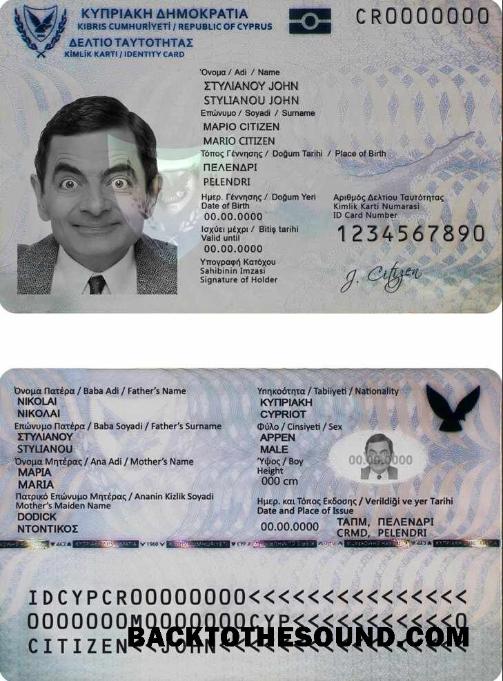 ΚΥΠΡΙΑΚΗ ΔΗΜΟΚΡΑΤΙΑ
KIBRIS CUMHURİYETİ / REPUBLIC OF CYPRUS
ΔΕΛΤΙΟ ΤΑΥΤΟΤΗΤΑΣ
KİMLİK KARTI / IDENTITY CARD
CR0000000
Όνομα / Adi / Name
ΣΤΥΛΙΑΝΟΥ JOHN
STYLIANOU JOHN
Επώνυμο / Soyadi / Surname
ΜΑΡΙΟ CITIZEN
MARIO CITIZEN
Τόπος Γέννησης / Doğum Tarihi / Place of Birth
ΠΕΛΕΝΔΡΙ
PELENDRI
Ημερ. Γέννησης / Doğum Yeri
Date of Birth
00.00.0000
Ισχύει μέχρι / Bitiş tarihi
Valid until
00.00.0000
Υπογραφή Κατόχου
Sahibinin Imzasi
Signature of Holder
Αριθμός Δελτίου Ταυτότητας
Kimlik Karti Numarasi
ID Card Number
1234567890
J. Citizen
Όνομα Πατέρα / Baba Adi / Father's Name
NIKOLAI
ΝΙΚΟΛΑΙ
Επώνυμο Πατέρα / Baba Soyadi / Father's Surname
ΣΤΥΛΙΑΝΟΥ
STYLIANOU
Όνομα Μητέρας / Ana Adi / Mother's Name
ΜΑΡΙΑ
MARIA
Πατρικό Επώνυμο Μητέρας / Ananin Kizlik Soyadi
Mother's Maiden Name
DODICK
ΝΤΟΝΤΙΚΟΣ
Υπηκοότητα / Tabiiyeti / Nationality
ΚΥΠΡΙΑΚΗ
CYPRIOT
Φύλο / Cinsiyeti / Sex
ΑΡΡΕΝ
MALE
Ύψος / Boy
Height
000 cm
00.00.0000
Ημερ. και Τόπος Εκδοσης / Verildiği ve yer Tarihi
Date and Place of Issue
00.00.0000
ΤΑΠΜ, ΠΕΛΕΝΔΡΙ
CRMD, PELENDRI
IDCYPCR00000000<<<<<<<<<<<<<<<
0000000M0000000CYP<<<<<<<<<<<0
CITIZEN<<JOHN<<<<<<<<<<<<<<<<<
BACKTOTHESOUND.COM